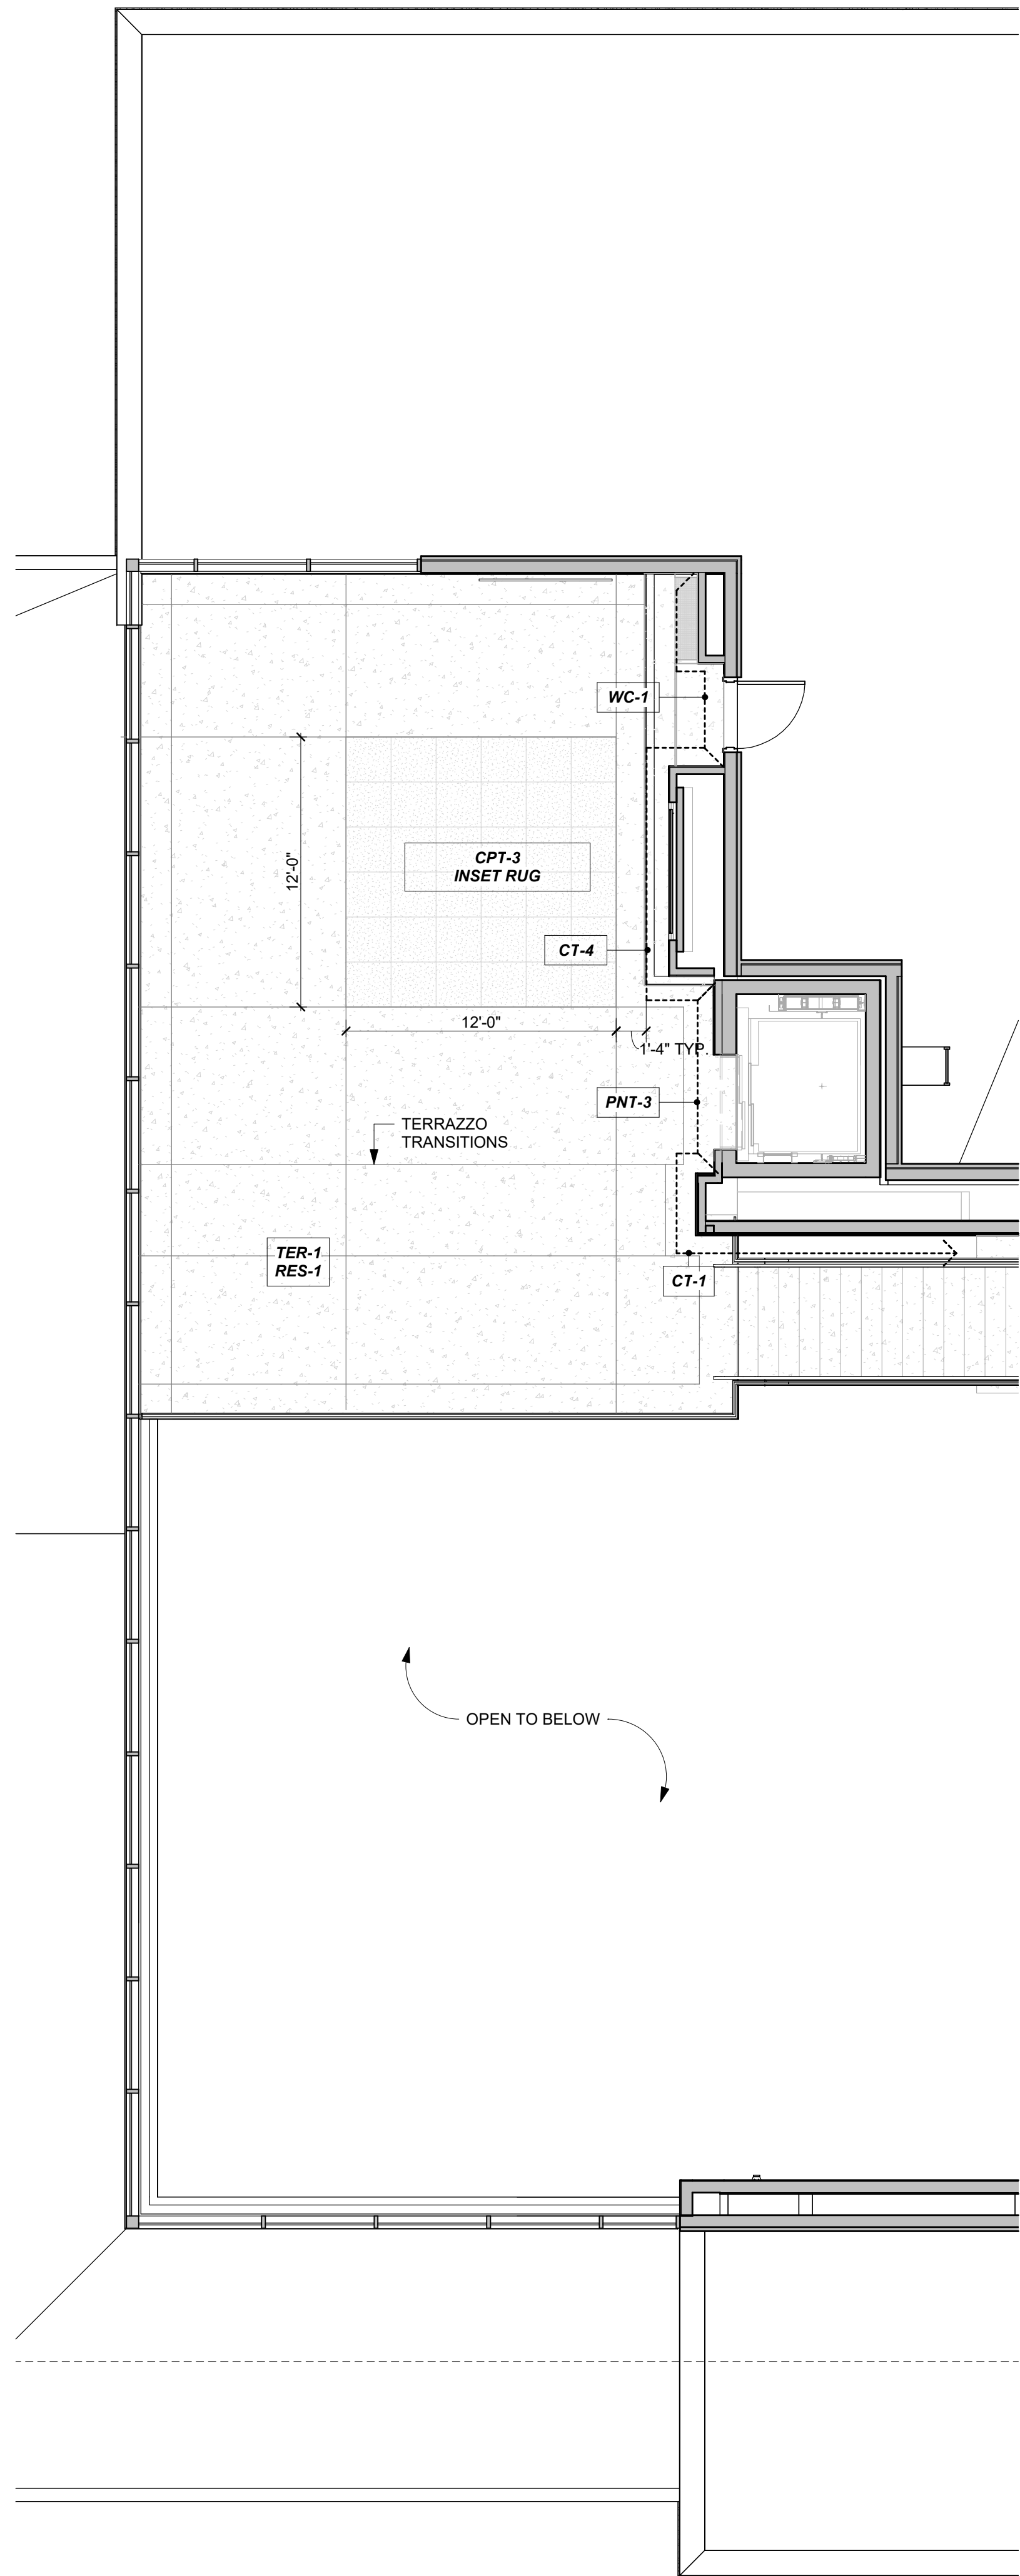 WC-1
12'-0"
CPT-3
INSET RUG
CT-4
12'-0"
1'-4" TYP.
PNT-3
TERRAZZO
TRANSITIONS
TER-1
RES-1
CT-1
OPEN TO BELOW